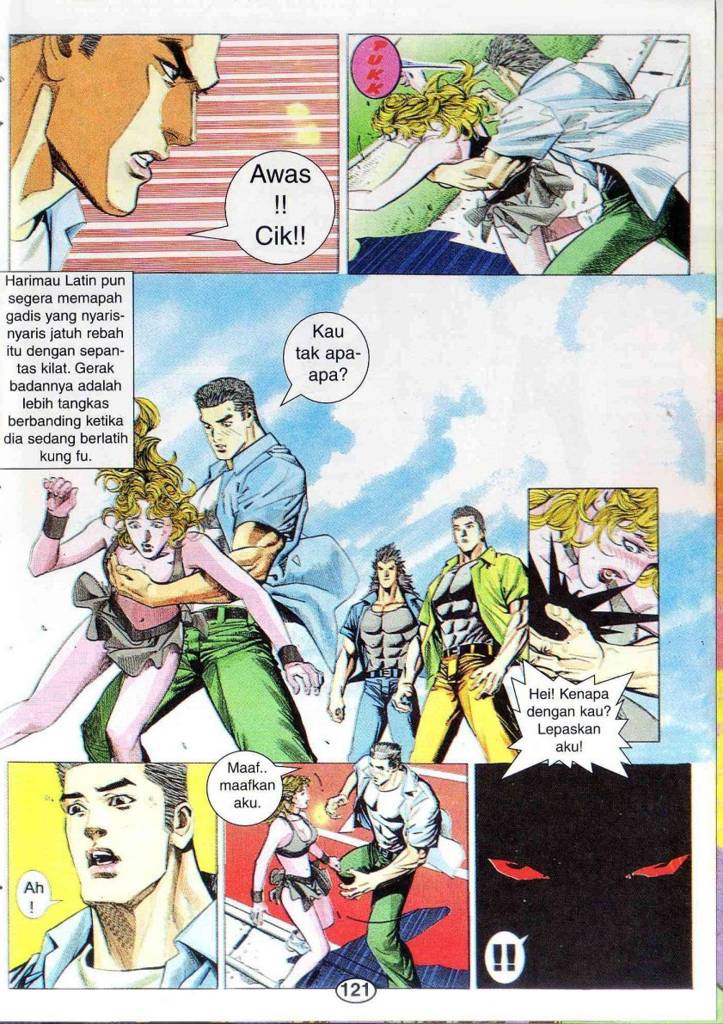 Awas
!!
Cik!!
PUKK
Harimau Latin pun
segera memapah
gadis yang nyaris-
nyaris jatuh rebah
itu dengan sepan-
tas kilat. Gerak
badannya adalah
lebih tangkas
berbanding ketika
dia sedang berlatih
kung fu.
Kau
tak apa-
apa?
Hei! Kenapa
dengan kau?
Lepaskan
aku!
Ah
!
Maaf..
maafkan
aku.
!!
121